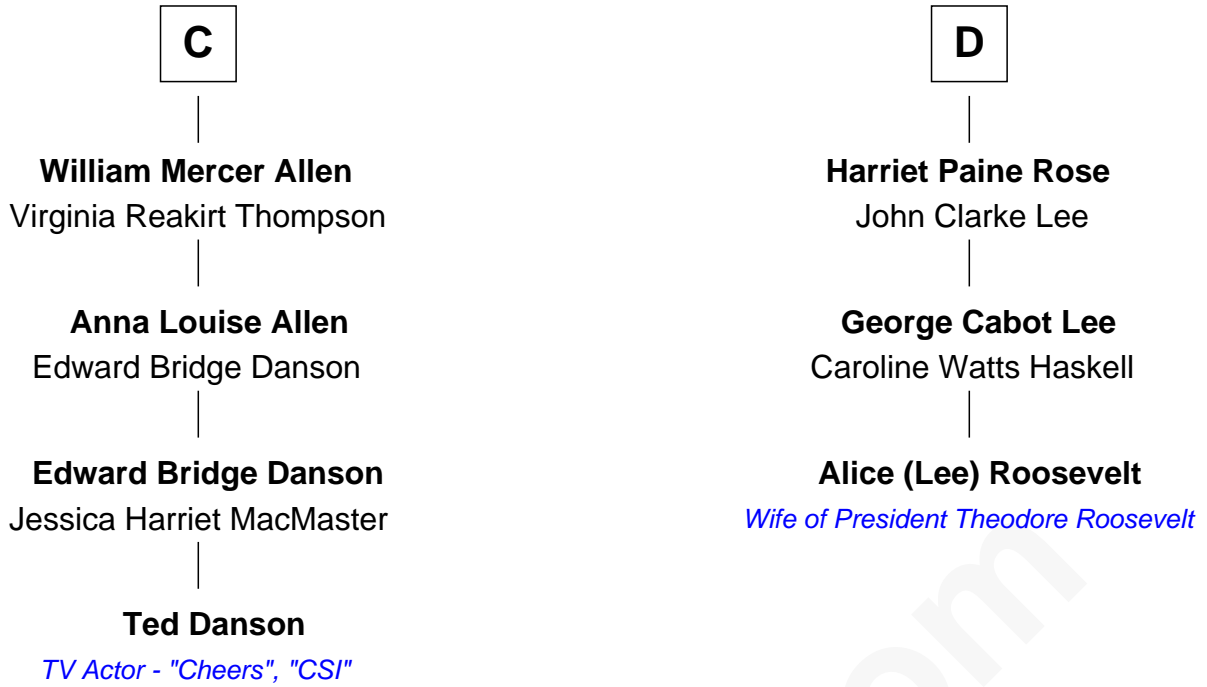 C
William Mercer Allen
Virginia Reakirt Thompson
Anna Louise Allen
Edward Bridge Danson
Edward Bridge Danson
Jessica Harriet MacMaster
Ted Danson
TV Actor - "Cheers", "CSI"
D
Harriet Paine Rose
John Clarke Lee
George Cabot Lee
Caroline Watts Haskell
Alice (Lee) Roosevelt
Wife of President Theodore Roosevelt
om